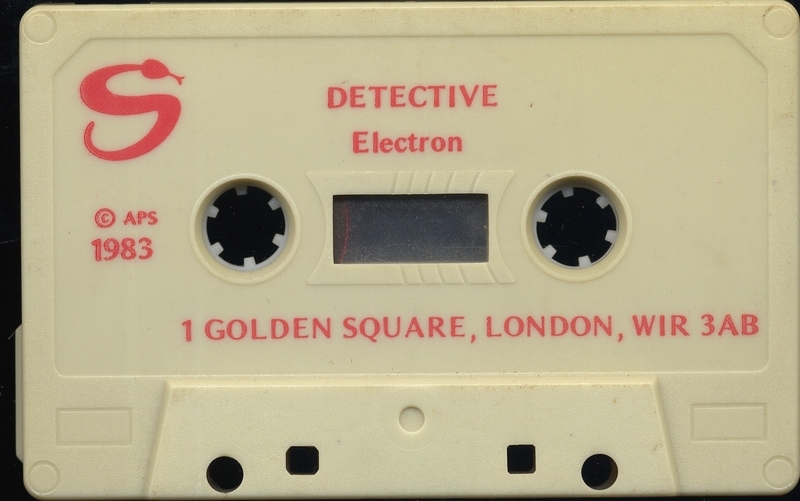 DETECTIVE
Electron
© APS
1983
1 GOLDEN SQUARE, LONDON, WIR 3AB